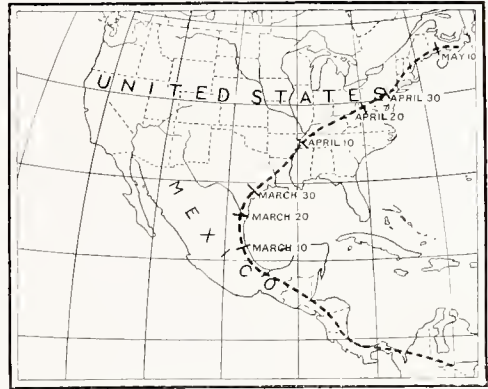 UNITED STATES
MAY 10
APRIL 30
APRIL 20
APRIL 10
MARCH 30
MARCH 20
MARCH 10
MEXICO